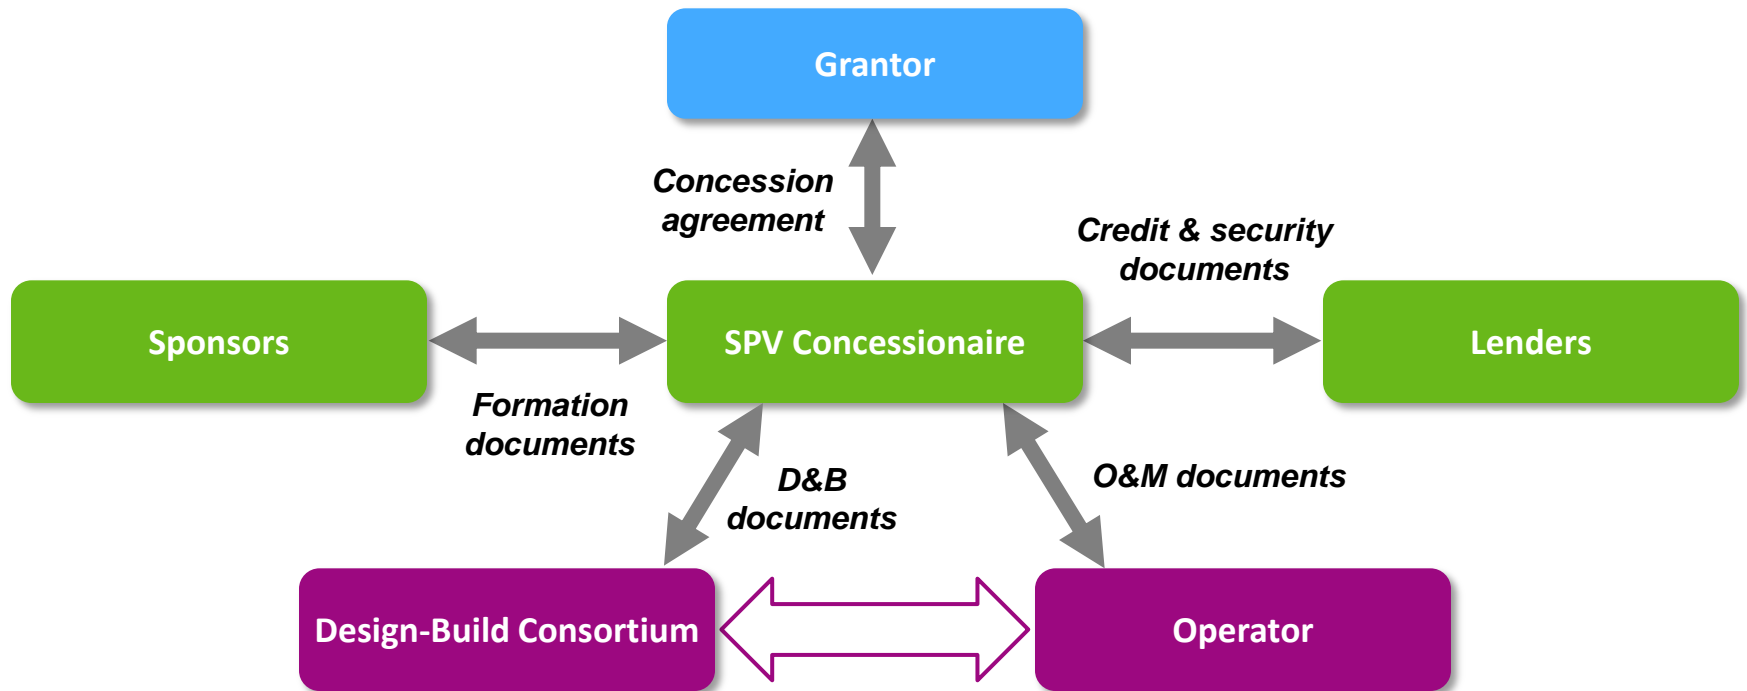 Grantor
Concession
agreement
Credit & security
documents
Sponsors
SPV Concessionaire
Lenders
Formation
documents
D&B
documents
O&M documents
Design-Build Consortium
Operator